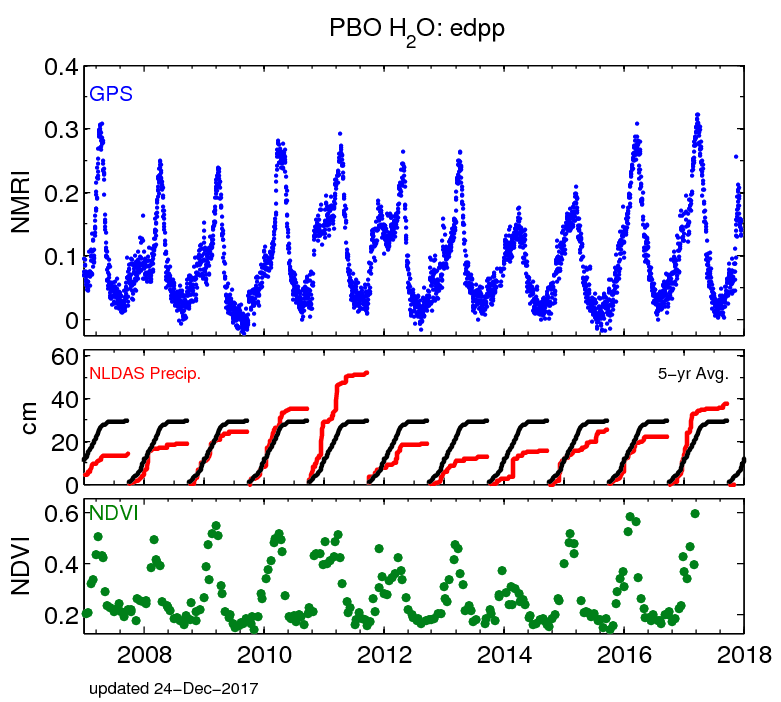 PBO H2O: edpp
0.4
GPS
0.3
NMRI
0.2
0.1
0
60
NLDAS Precip.
5-yr Avg.
40
cm
20
0
0.6
NDVI
NDVI
0.4
0.2
2008 2010 2012 2014 2016 2018
updated 24-Dec-2017